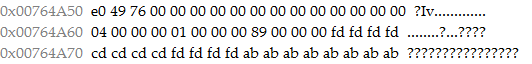 0x00764A50 e0 49 76 00 00 00 00 00 00 00 00 00 00 00 00 00 ?Iv.............
0x00764A60 04 00 00 00 01 00 00 00 89 00 00 00 fd fd fd fd ........?...????
0x00764A70 cd cd cd cd fd fd fd fd ab ab ab ab ab ab ab ab ????????????????